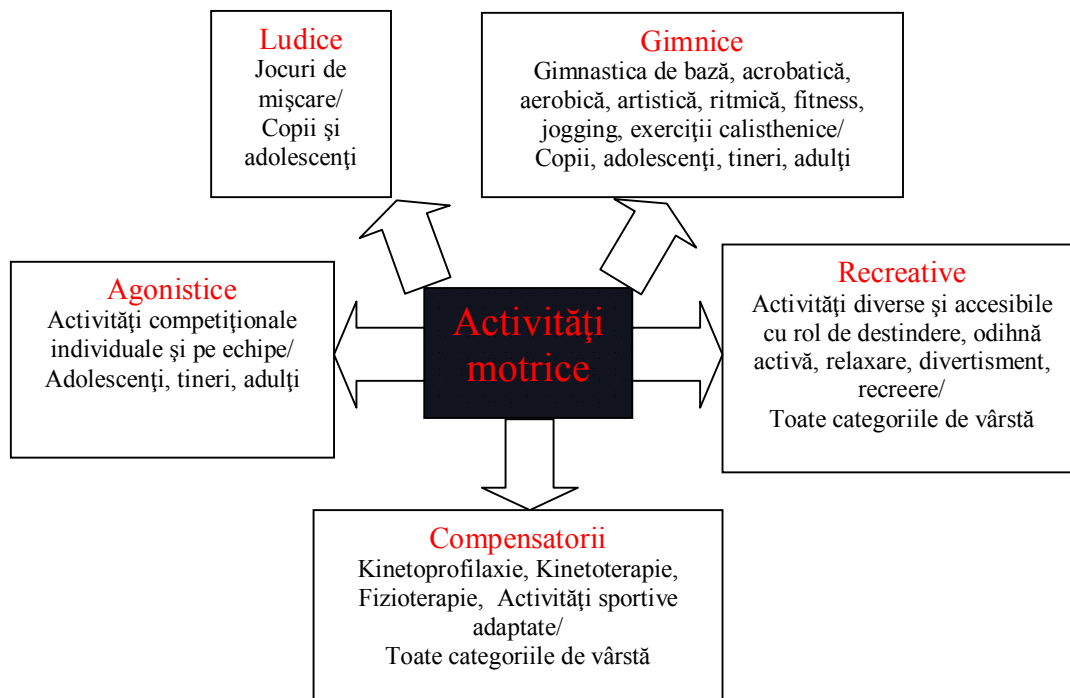 Ludice
Jocuri de
mişcare/
Copii şi
adolescenţi
Gimnice
Gimnastica de bază, acrobatică,
aerobică, artistică, ritmică, fitness,
jogging, exerciţii calisthenice/
Copii, adolescenţi, tineri, adulţi
Agonistice
Activităţi competiţionale
individuale şi pe echipe/
Adolescenţi, tineri, adulţi
Activităţi
motrice
Recreative
Activităţi diverse şi accesibile
cu rol de destindere, odihnă
activă, relaxare, divertisment,
recreere/
Toate categoriile de vârstă
Compensatorii
Kinetoprofilaxie, Kinetoterapie,
Fizioterapie, Activităţi sportive
adaptate/
Toate categoriile de vârstă